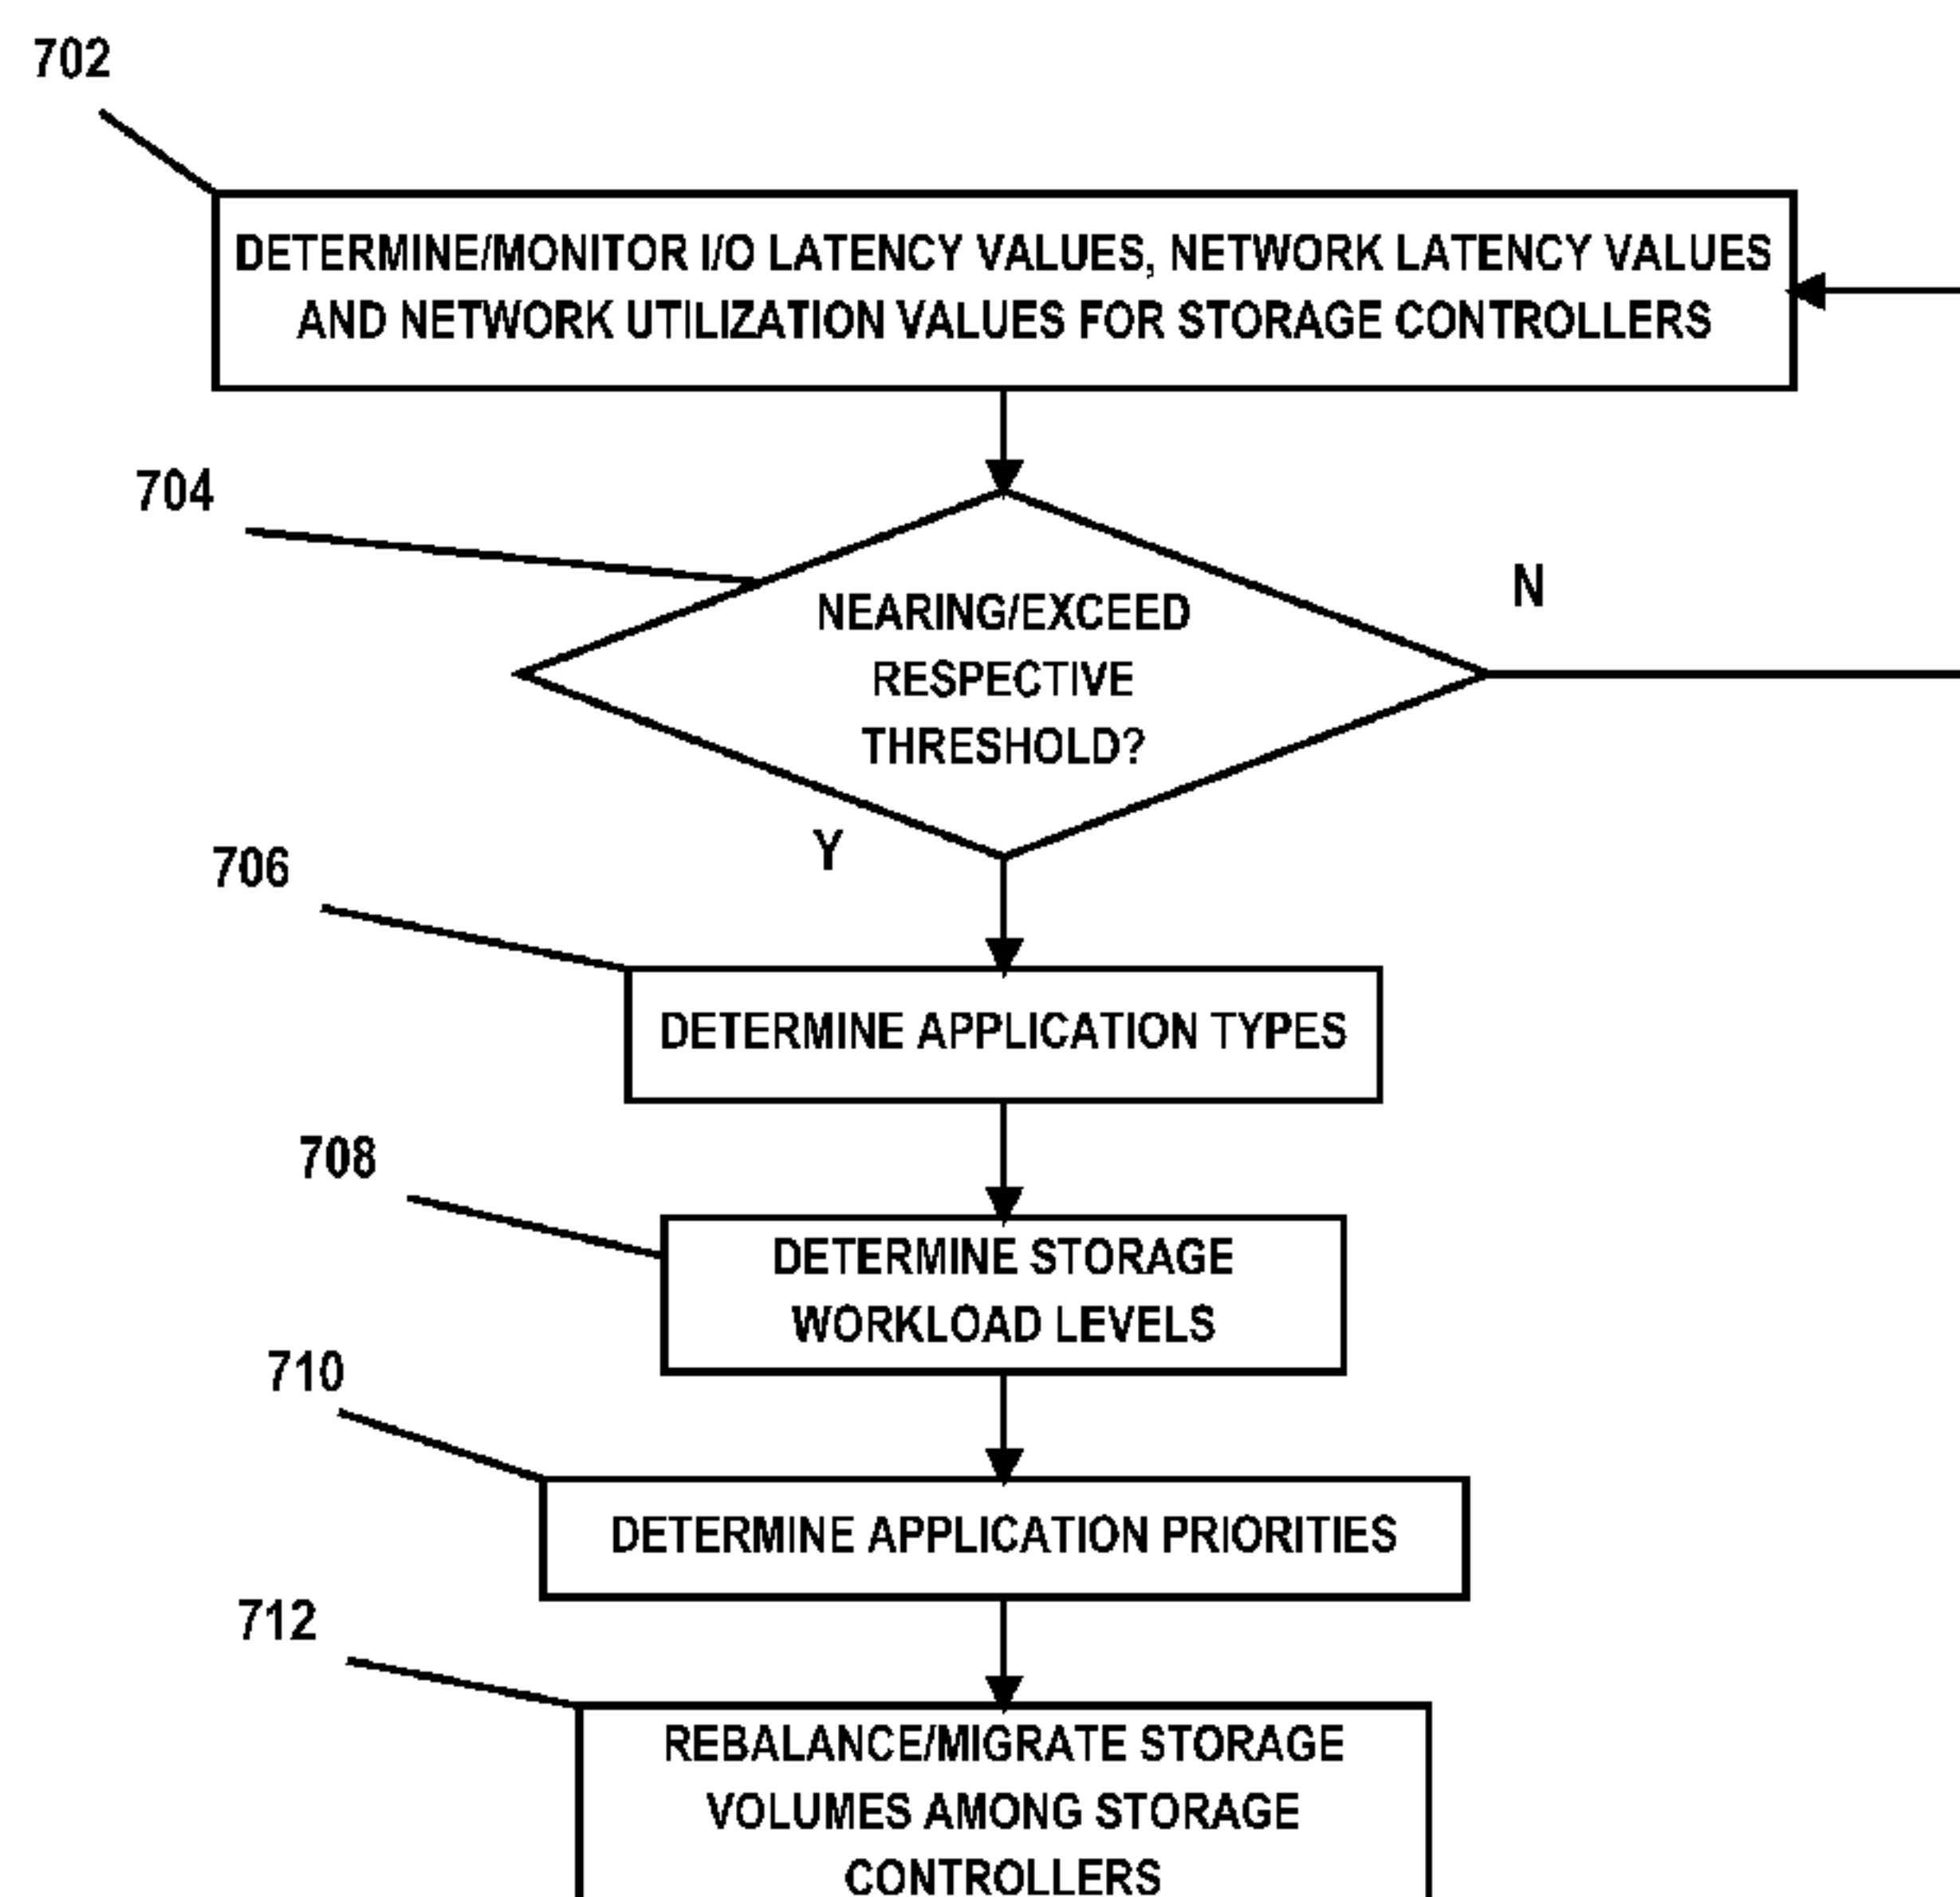 702
DETERMINE/MONITOR I/O LATENCY VALUES, NETWORK LATENCY VALUES
AND NETWORK UTILIZATION VALUES FOR STORAGE CONTROLLERS
704
NEARING/EXCEED
RESPECTIVE
THRESHOLD?
N
Y
706
DETERMINE APPLICATION TYPES
708
DETERMINE STORAGE
WORKLOAD LEVELS
710
DETERMINE APPLICATION PRIORITIES
712
REBALANCE/MIGRATE STORAGE
VOLUMES AMONG STORAGE
CONTROLLERS